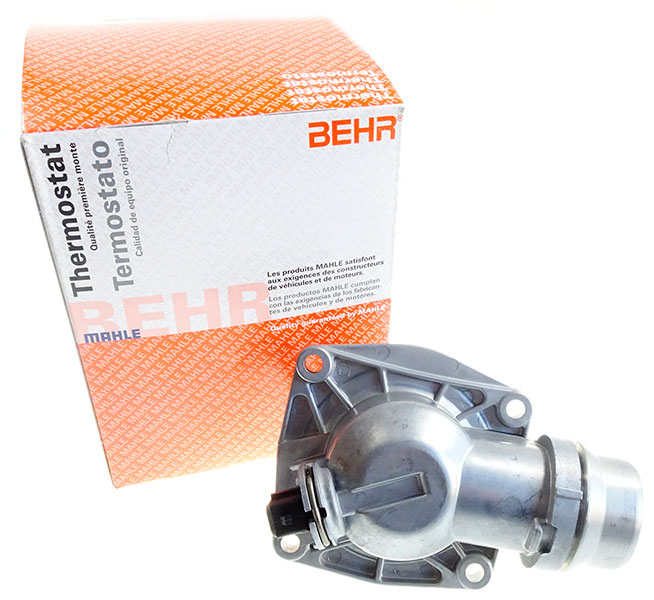 BEHR®
Thermostat
Qualité première monte
Termostato
Calidad de equipo original
Les produits MAHLE satisfont
aux exigences des constructeurs
de véhicules et de moteurs.
Los productos MAHLE cumplen
con las exigencias de los fabrican-
tes de vehículos y de motores.
Quality guaranteed by MAHLE
BEHR
MAHLE